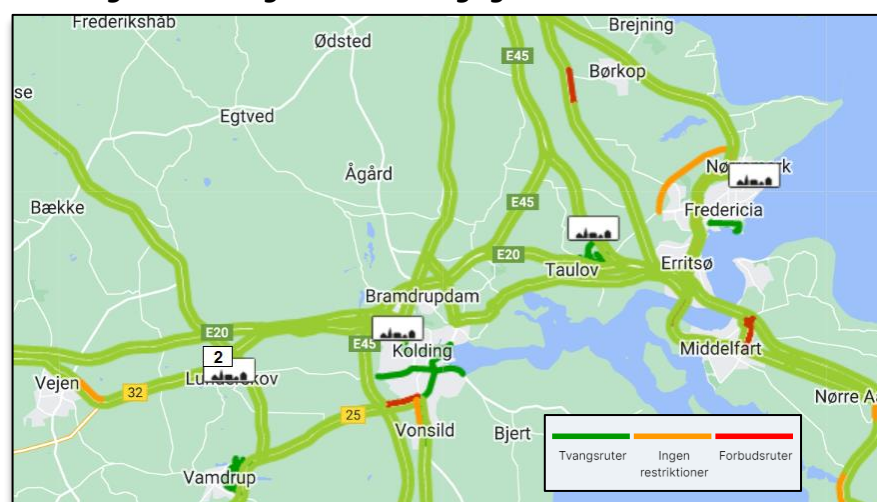 Frederikshåb
Brejning
Ødsted
E45
Børkop
se
Egtved
Ågård
Bække
E45
Fredericia
E20
Taulov
Erritsø
Bramdrupdam
E20
E45
Kolding
2
Middelfart
Vejen
32
25
Vonsild
Bjert
Nørre
Vamdrup
Tvangsruter
Ingen
restriktioner
Forbudsruter